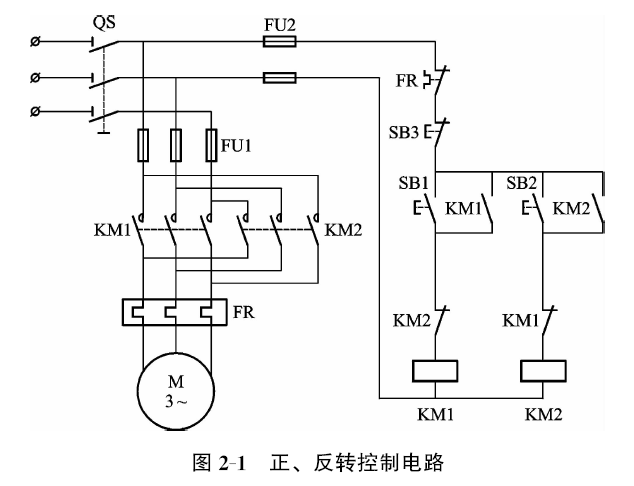 QS
FU2
FR
SB3
FU1
SB1
KM1
SB2
KM2
KM1
KM2
FR
KM2
KM1
M
3~
KM1
KM2
图 2-1 正、反转控制电路